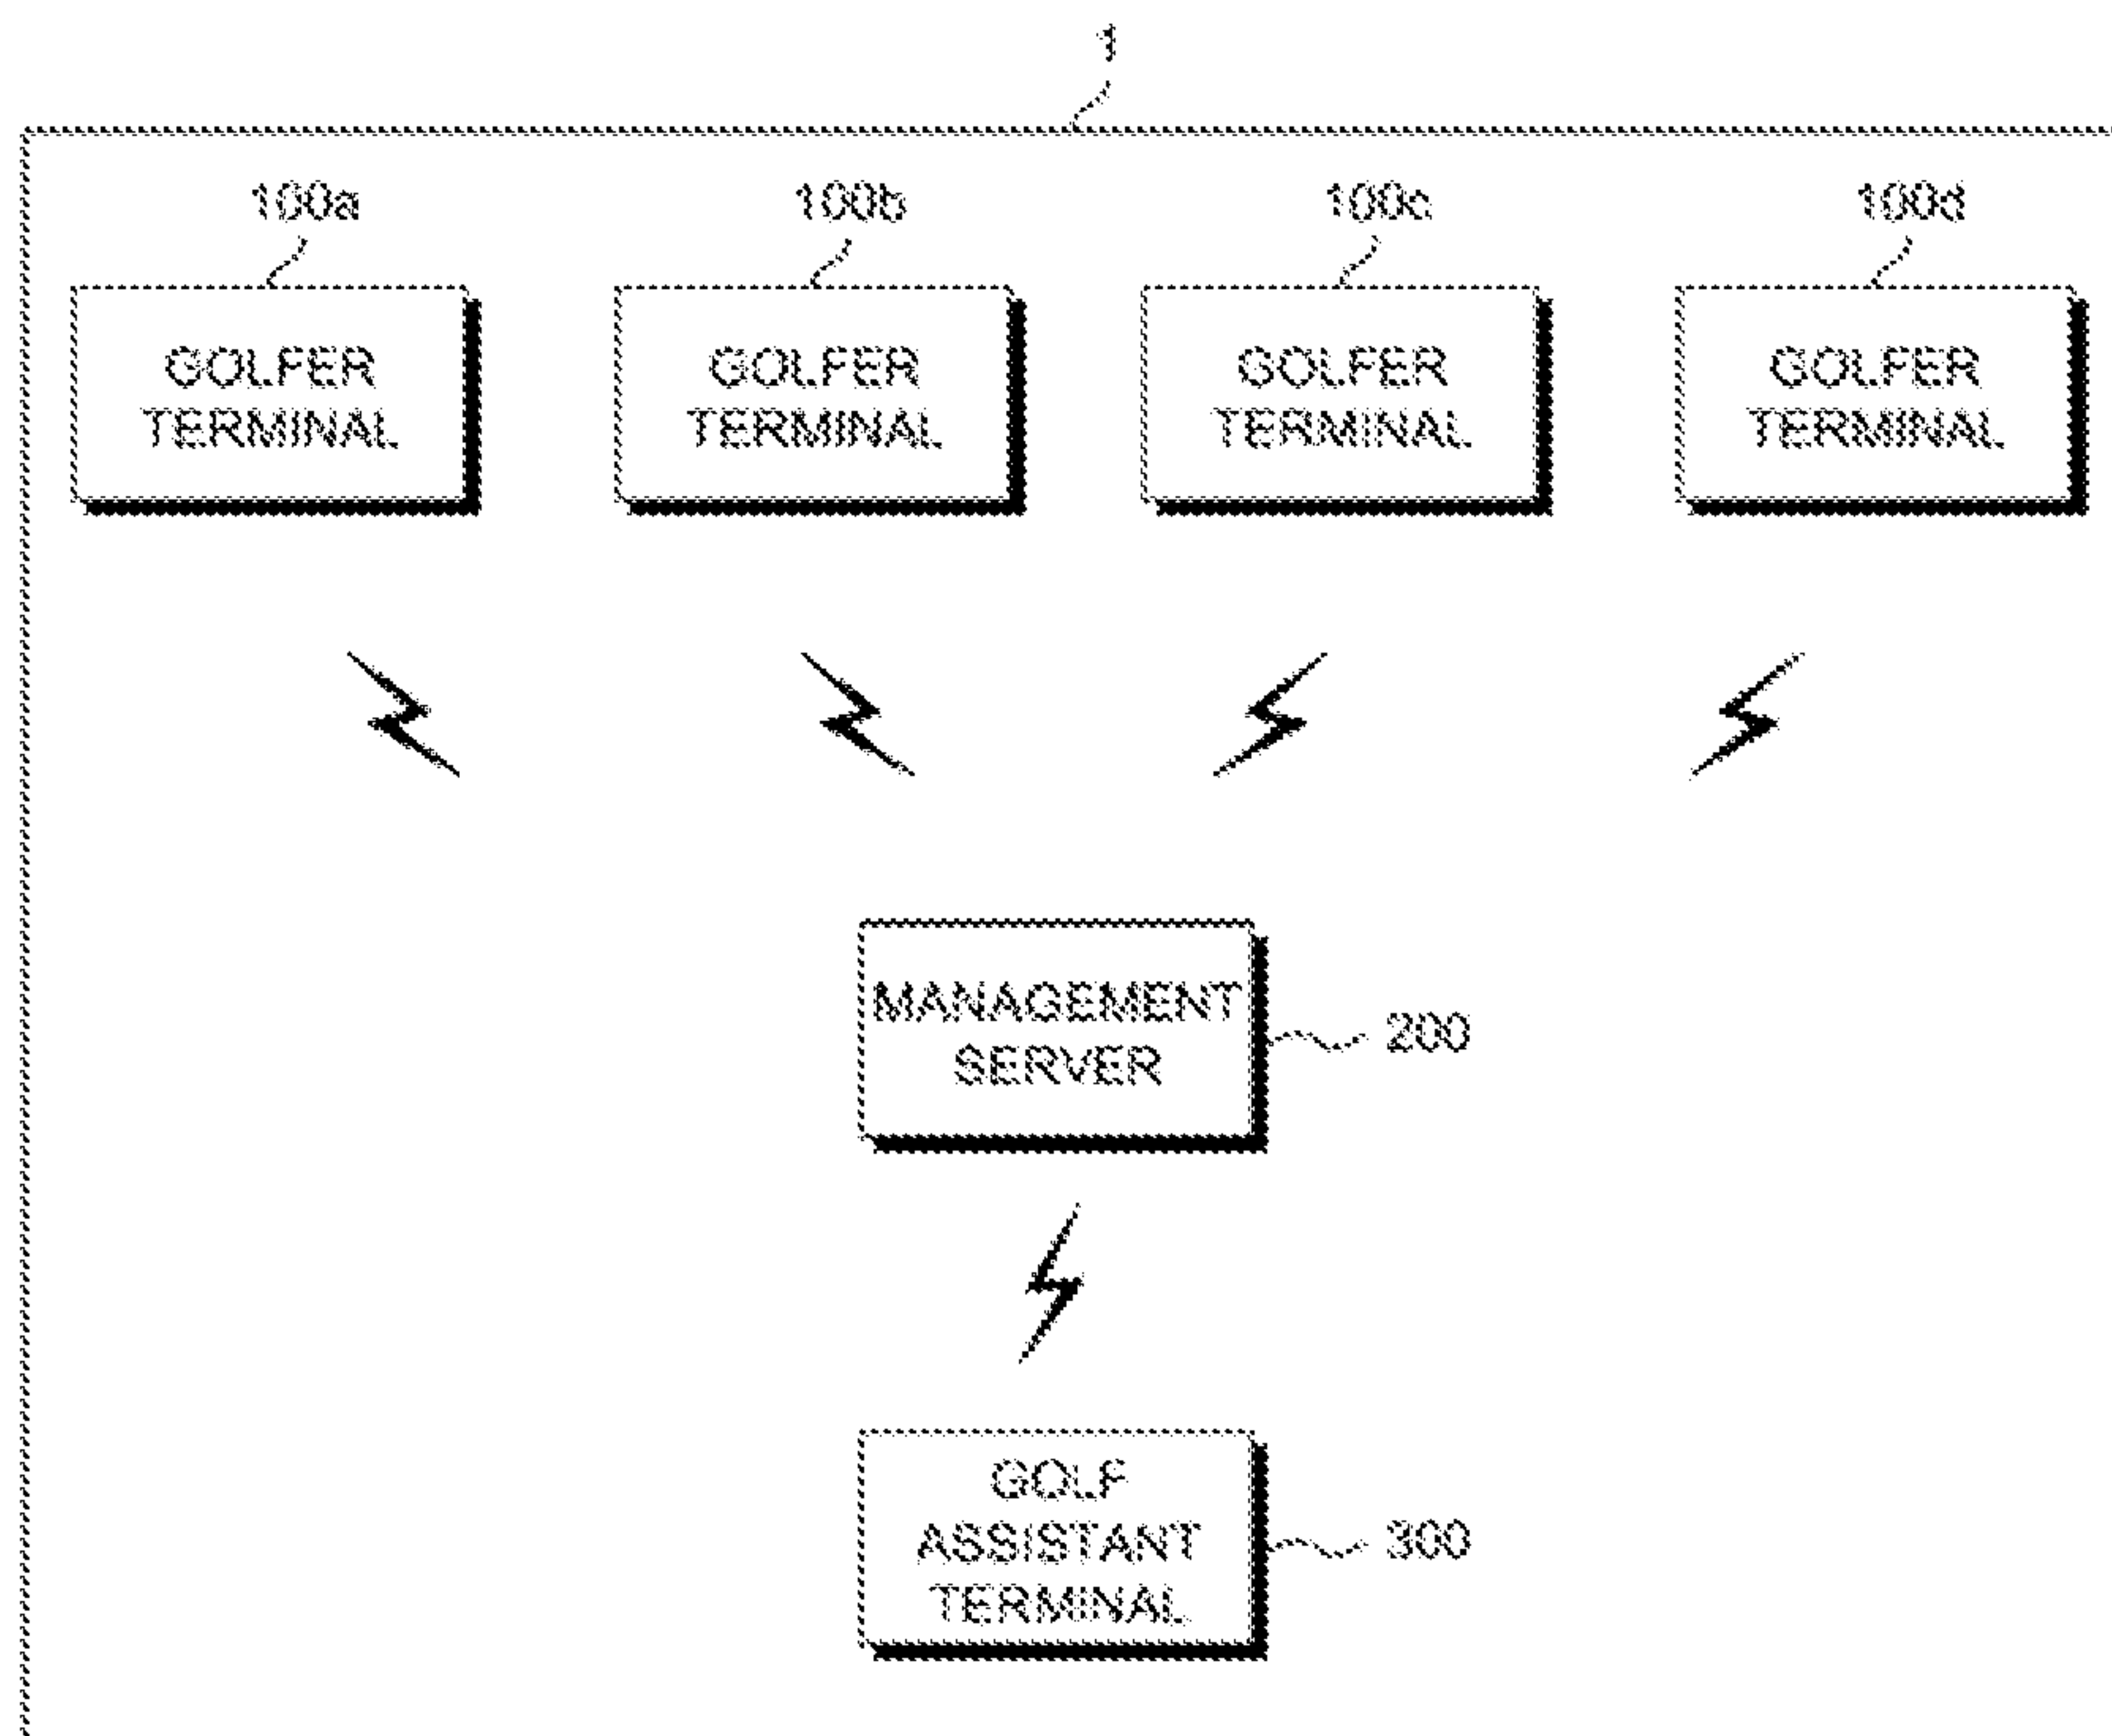 1
100a
100b
100c
100d
GOLFER
TERMINAL
GOLFER
TERMINAL
GOLFER
TERMINAL
GOLFER
TERMINAL
MANAGEMENT
SERVER
200
GOLF
ASSISTANT
TERMINAL
300